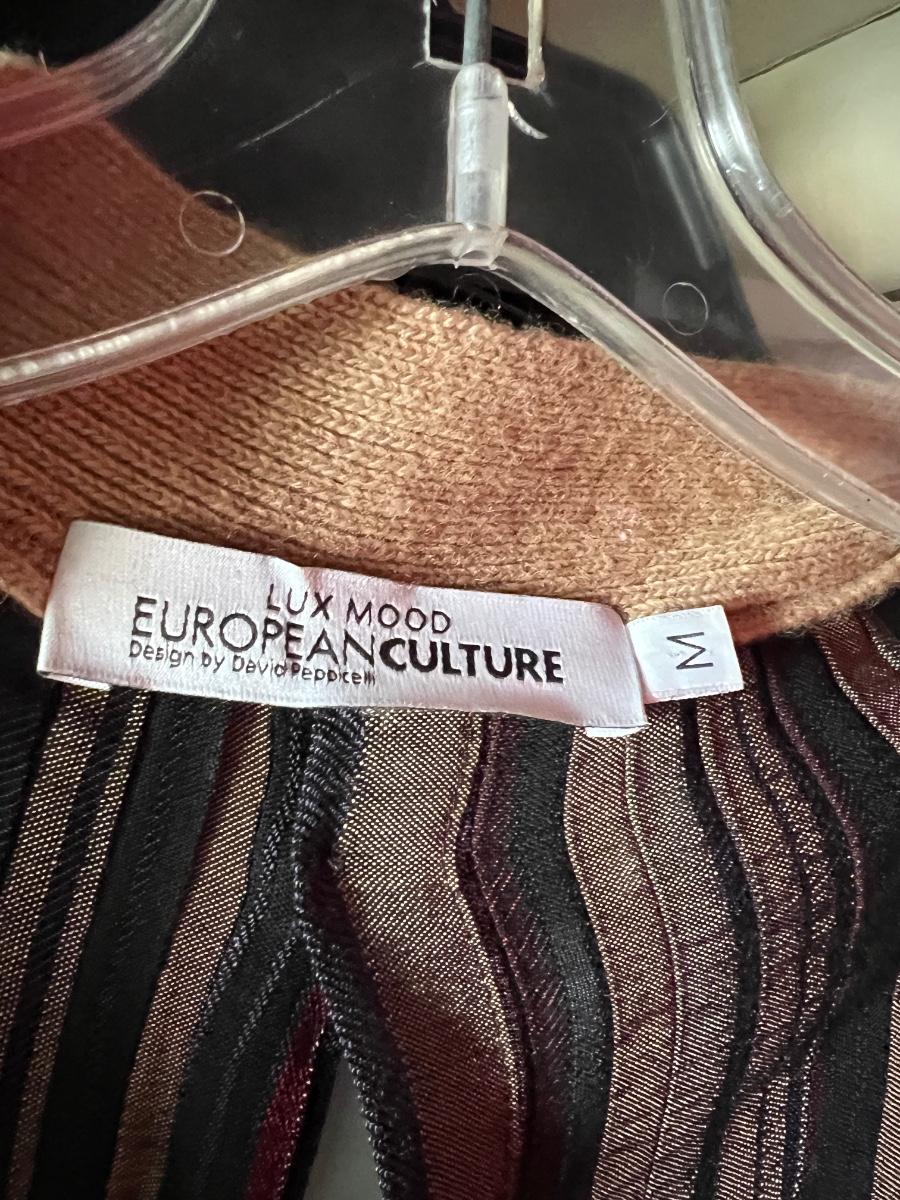 LUX MOOD
EUROPEANCULTURE
Design by David Peppicelli
M